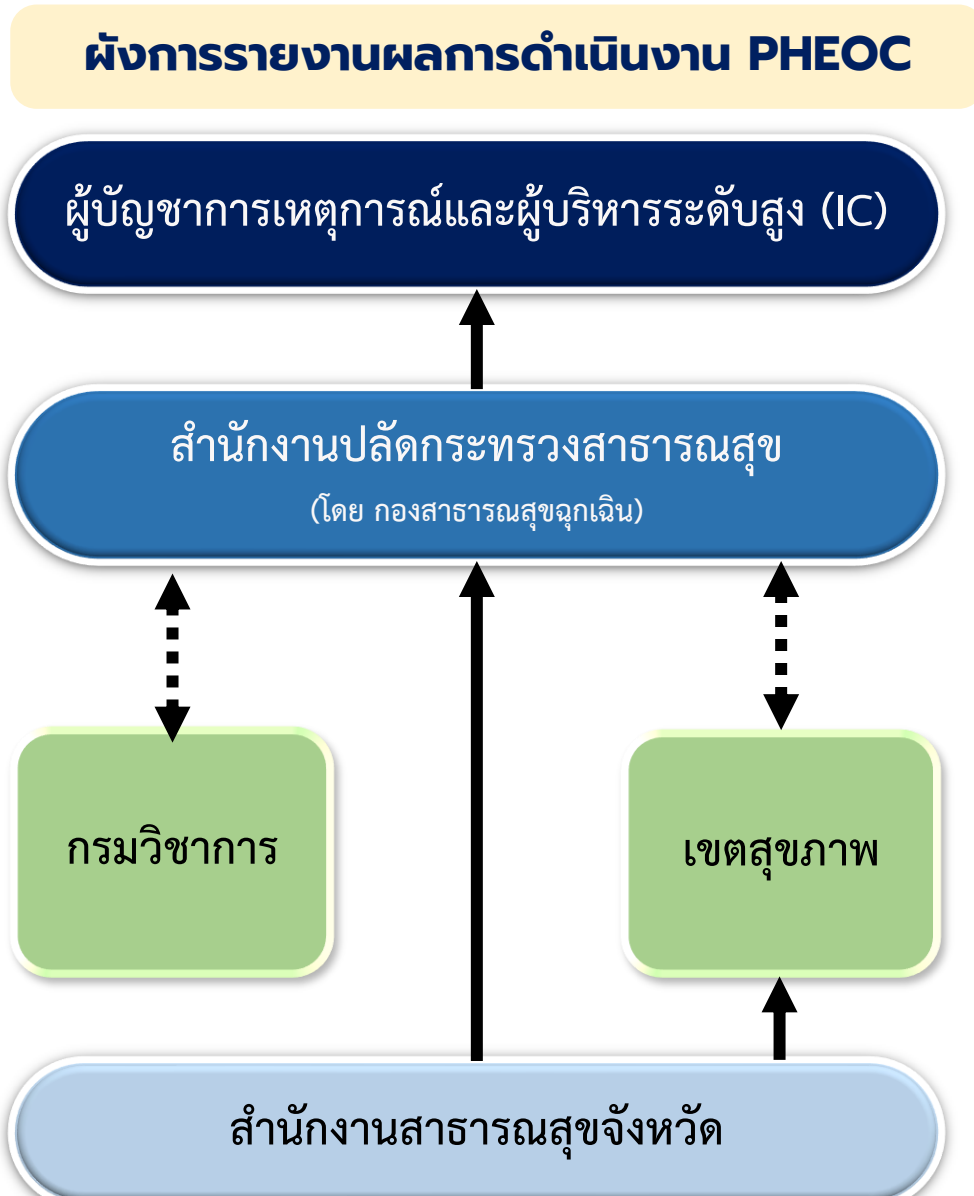 ผังการรายงานผลการดำเนินงาน PHEOC
ผู้บัญชาการเหตุการณ์และผู้บริหารระดับสูง (IC)
สำนักงานปลัดกระทรวงสาธารณสุข
(โดย กองสาธารณสุขฉุกเฉิน)
กรมวิชาการ
เขตสุขภาพ
สำนักงานสาธารณสุขจังหวัด